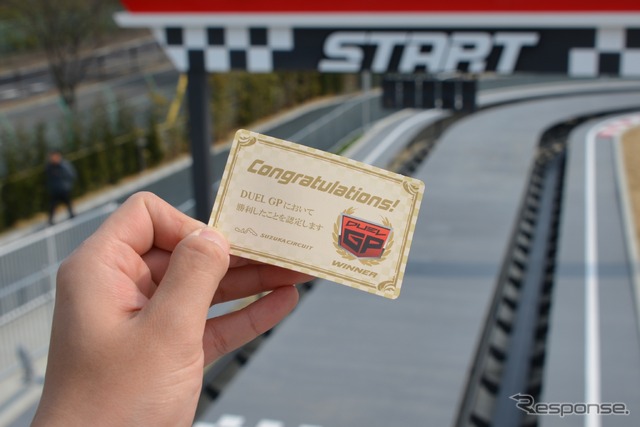 START
Congratulations!
DUEL GPにおいて
勝利したことを認定します
SUZUKA CIRCUIT
DUEL
GP
WINNER
Response.